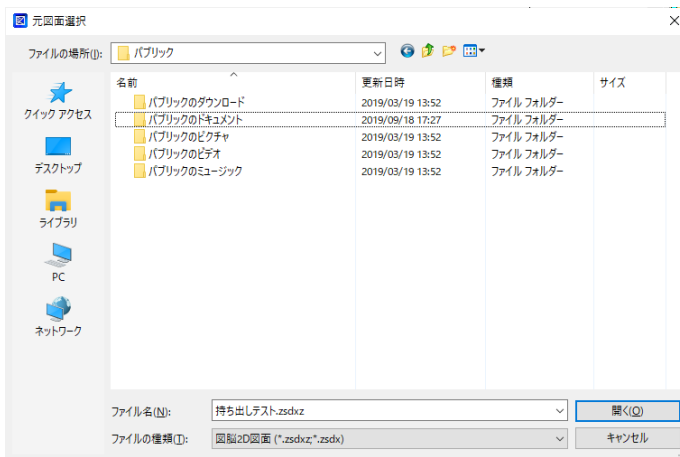 元図面選択
ファイルの場所(I): パブリック
名前 更新日時 種類 サイズ
パブリックのダウンロード 2019/03/19 13:52 ファイル フォルダー
パブリックのドキュメント 2019/09/18 17:27 ファイル フォルダー
パブリックのピクチャ 2019/03/19 13:52 ファイル フォルダー
パブリックのビデオ 2019/03/19 13:52 ファイル フォルダー
パブリックのミュージック 2019/03/19 13:52 ファイル フォルダー
クイック アクセス
デスクトップ
ライブラリ
PC
ネットワーク
ファイル名(N): 持ち出しテスト.zsdxz 開く(O)
ファイルの種類(T): 図脳2D図面 (*.zsdxz;*.zsdx) キャンセル